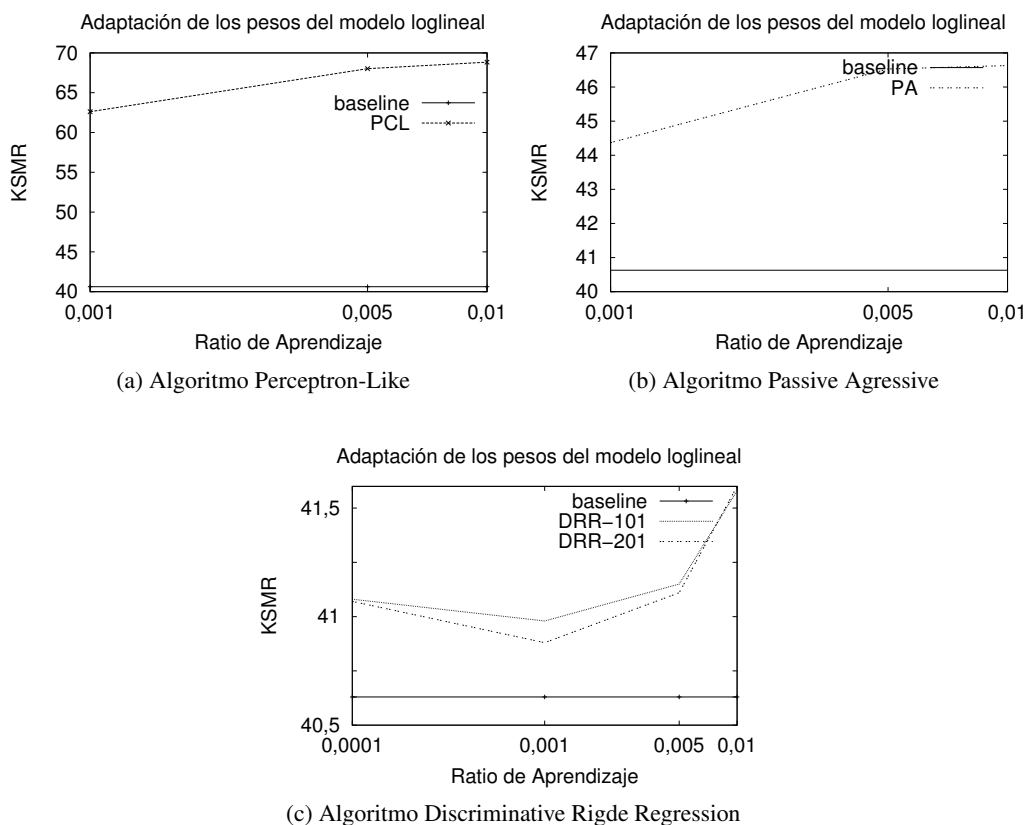 Adaptación de los pesos del modelo loglineal
70
65
60
55
50
45
40
KSMR
baseline
PCL
0,001
0,005
0,01
Ratio de Aprendizaje
(a) Algoritmo Perceptron-Like
Adaptación de los pesos del modelo loglineal
47
46
45
44
43
42
41
40
KSMR
baseline
PA
0,001
0,005
0,01
Ratio de Aprendizaje
(b) Algoritmo Passive Agressive
Adaptación de los pesos del modelo loglineal
41,5
41
40,5
KSMR
baseline
DRR-101
DRR-201
0,0001
0,001
0,005
0,01
Ratio de Aprendizaje
(c) Algoritmo Discriminative Rigde Regression